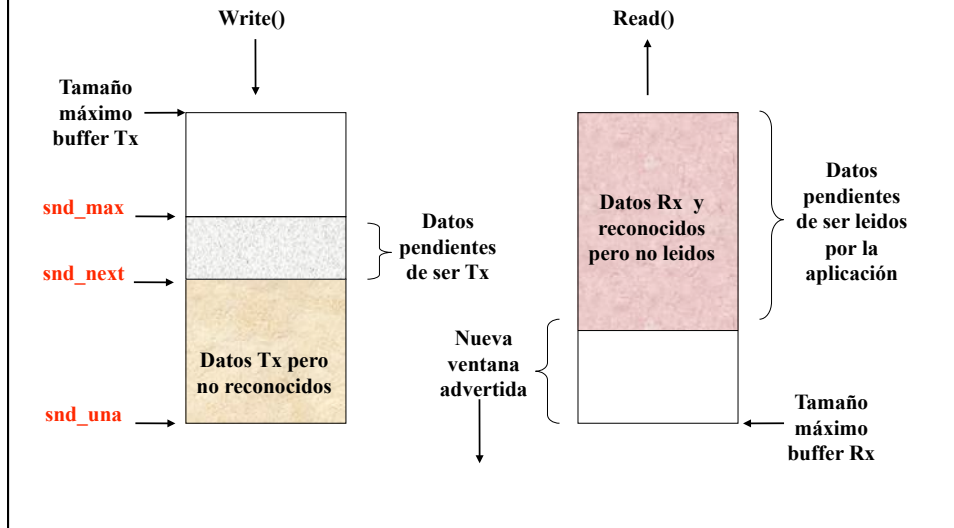 Write()
Tamaño
máximo
buffer Tx
snd_max
snd_next
snd_una
Datos
pendientes
de ser Tx
Datos Tx pero
no reconocidos
Read()
Datos Rx y
reconocidos
pero no leidos
Datos
pendientes
de ser leidos
por la
aplicación
Nueva
ventana
advertida
Tamaño
máximo
buffer Rx